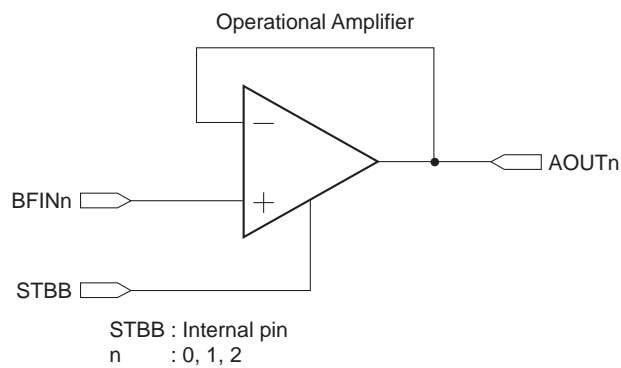 Operational Amplifier
−
BFINn
+
AOUTn
STBB
STBB : Internal pin
n : 0, 1, 2